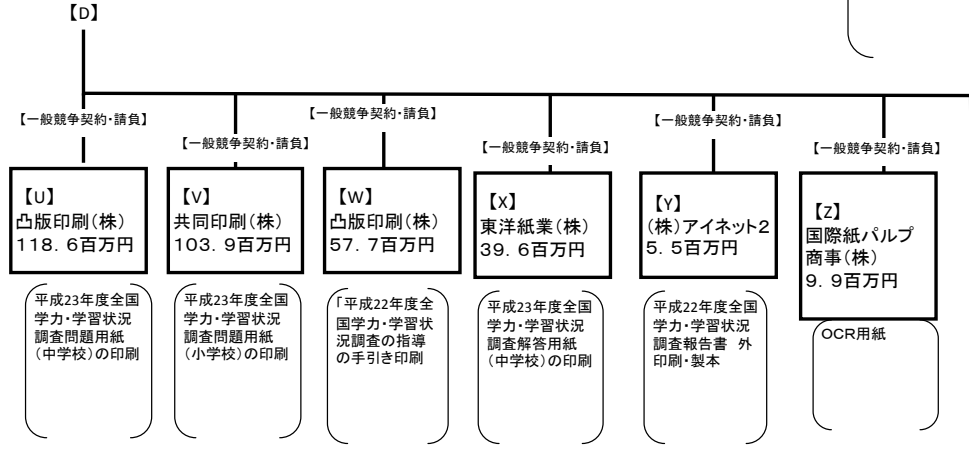 【D】
【一般競争契約・請負】
【一般競争契約・請負】
【一般競争契約・請負】
【一般競争契約・請負】
【一般競争契約・請負】
【一般競争契約・請負】
【U】
凸版印刷(株)
118.6百万円
【V】
共同印刷(株)
103.9百万円
【W】
凸版印刷(株)
57.7百万円
【X】
東洋紙業(株)
39.6百万円
【Y】
(株)アイネット2
5.5百万円
【Z】
国際紙パルプ
商事(株)
9.9百万円
平成23年度全国
学力・学習状況
調査問題用紙
(中学校)の印刷
平成23年度全国
学力・学習状況
調査問題用紙
(小学校)の印刷
「平成22年度全
国学力・学習状
況調査の指導
の手引き印刷
平成23年度全国
学力・学習状況
調査解答用紙
(中学校)の印刷
平成22年度全国
学力・学習状況
調査報告書 外
印刷・製本
OCR用紙